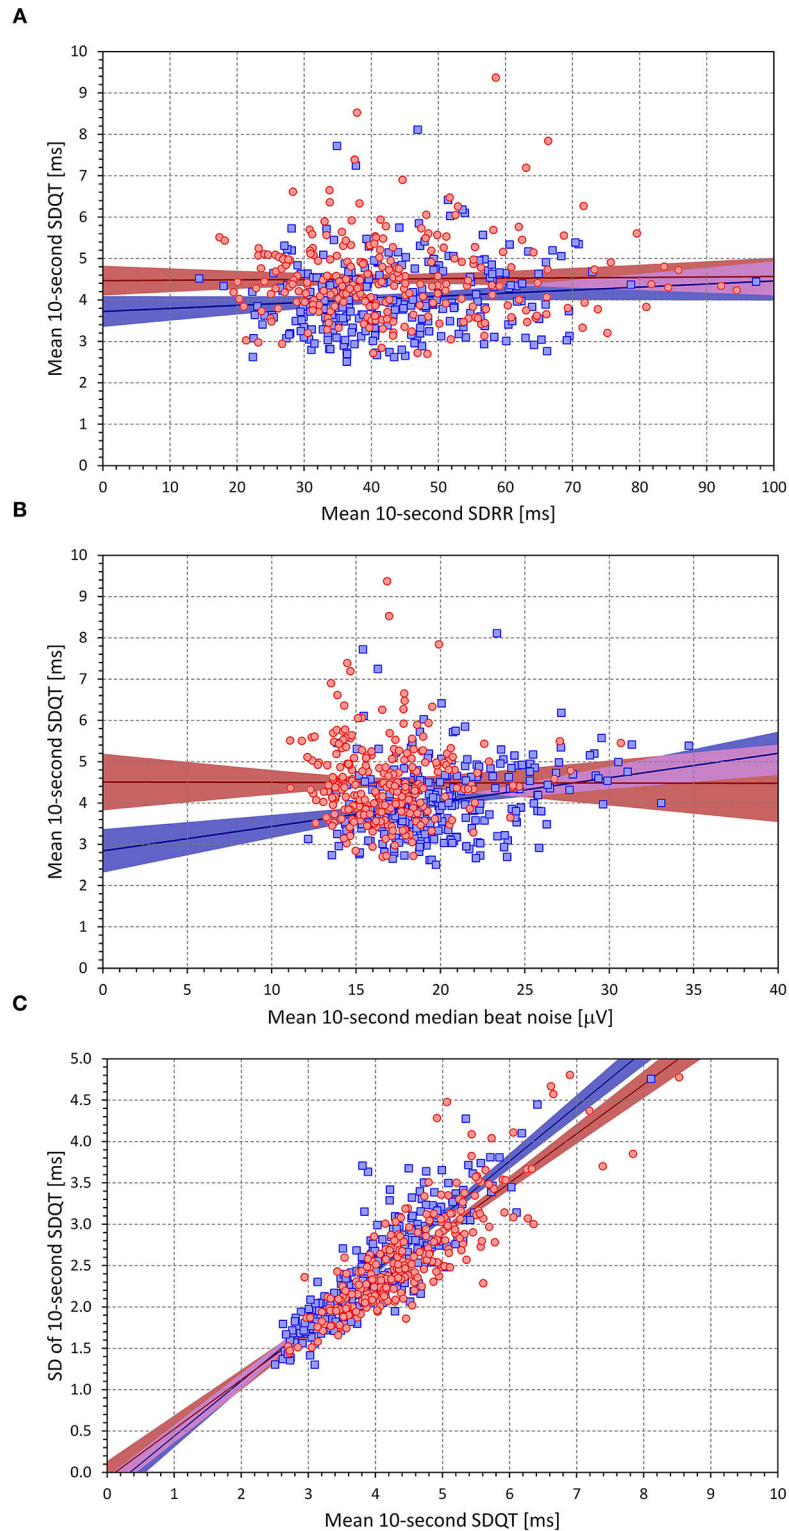 A
10
9
8
7
6
5
4
3
2
1
0
Mean 10-second SDQT [ms]
0 10 20 30 40 50 60 70 80 90 100
Mean 10-second SDRR [ms]
B
10
9
8
7
6
5
4
3
2
1
0
Mean 10-second SDQT [ms]
0 5 10 15 20 25 30 35 40
Mean 10-second median beat noise [μV]
C
5.0
4.5
4.0
3.5
3.0
2.5
2.0
1.5
1.0
0.5
0.0
SD of 10-second SDQT [ms]
0 1 2 3 4 5 6 7 8 9 10
Mean 10-second SDQT [ms]